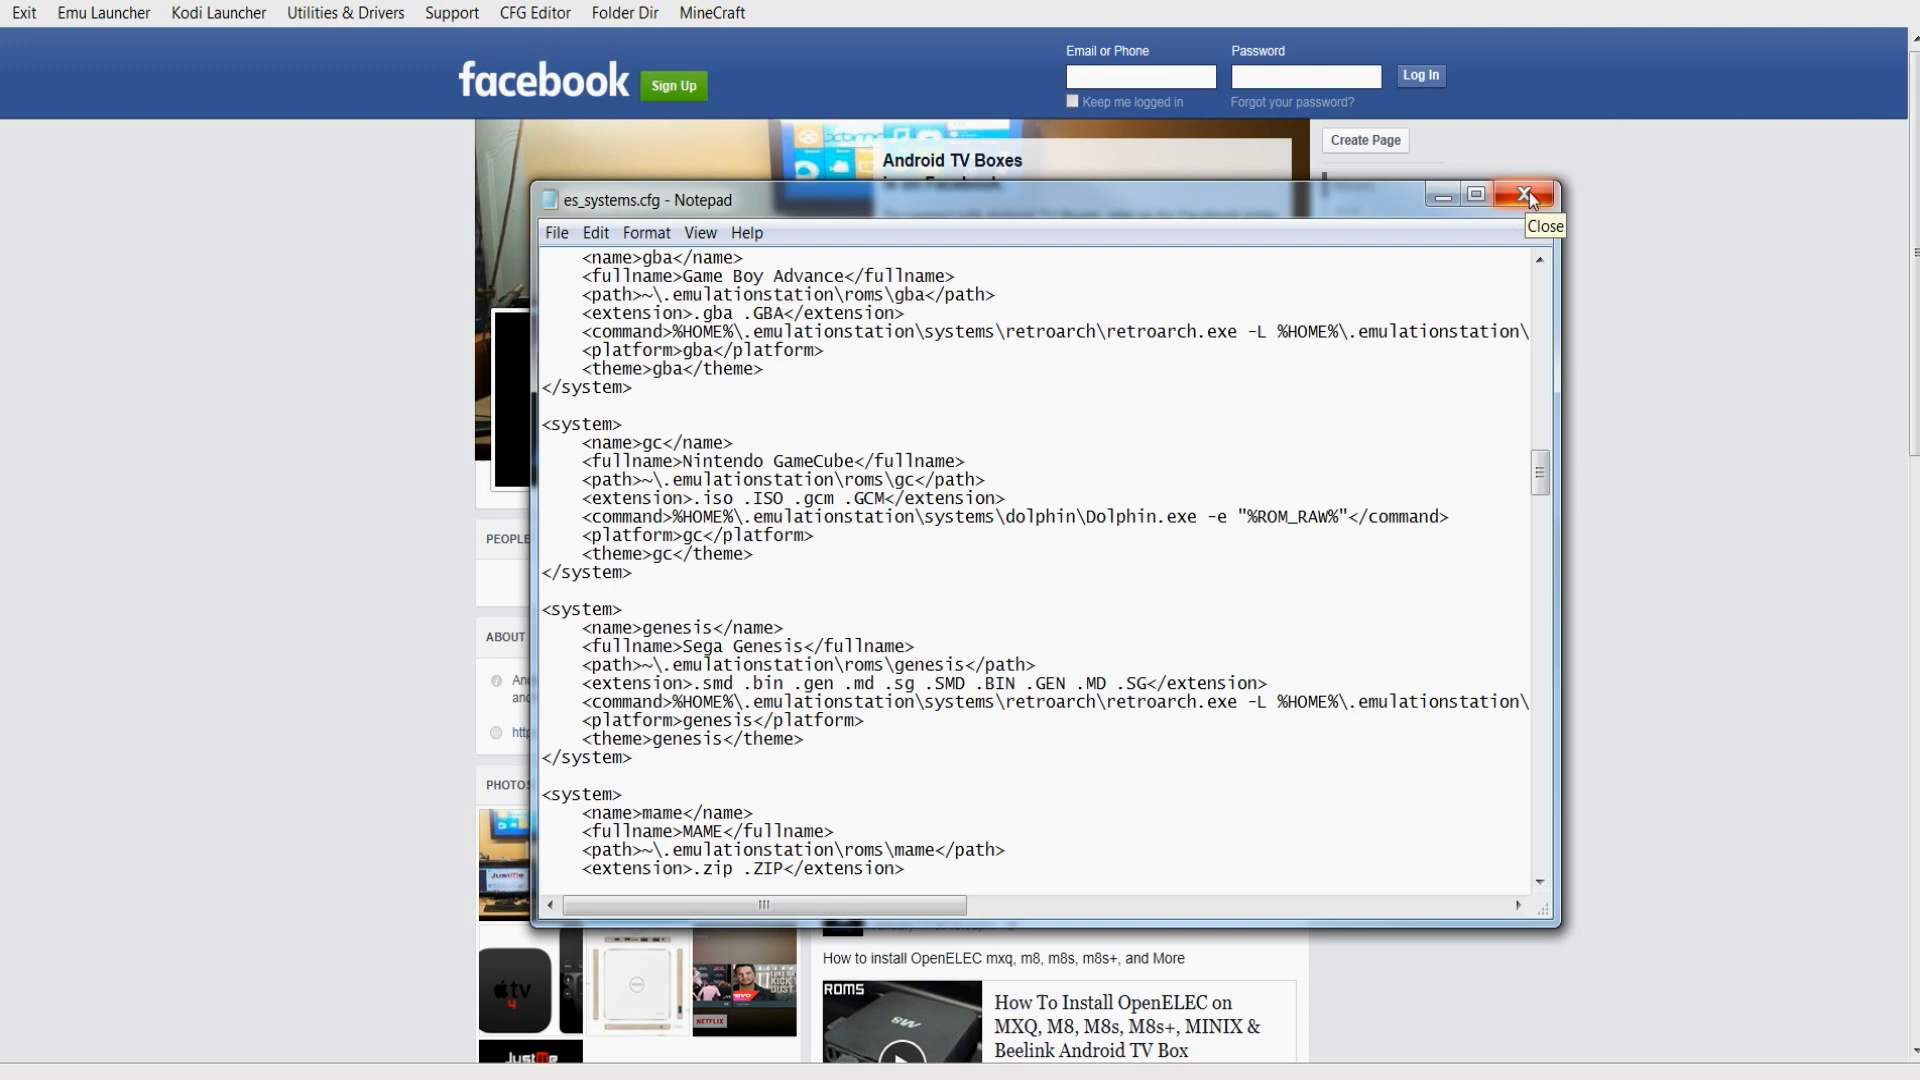 Exit Emu Launcher Kodi Launcher Utilities & Drivers Support CFG Editor Folder Dir MineCraft
facebook Sign Up
Email or Phone Password
Log In
Keep me logged in Forgot your password?
Create Page
Android TV Boxes
is on Facebook.
es_systems.cfg - Notepad
Close
File Edit Format View Help
<name>gba</name>
<fullname>Game Boy Advance</fullname>
<path>~\.emulationstation\roms\gba</path>
<extension>.gba .GBA</extension>
<command>%HOME%\.emulationstation\systems\retroarch\retroarch.exe -L %HOME%\.emulationstation\
<platform>gba</platform>
<theme>gba</theme>
</system>
<system>
<name>gc</name>
<fullname>Nintendo GameCube</fullname>
<path>~\.emulationstation\roms\gc</path>
<extension>.iso .ISO .gcm .GCM</extension>
<command>%HOME%\.emulationstation\systems\dolphin\Dolphin.exe -e "%ROM_RAW%"</command>
<platform>gc</platform>
<theme>gc</theme>
</system>
<system>
<name>genesis</name>
<fullname>Sega Genesis</fullname>
<path>~\.emulationstation\roms\genesis</path>
<extension>.smd .bin .gen .md .sg .SMD .BIN .GEN .MD .SG</extension>
<command>%HOME%\.emulationstation\systems\retroarch\retroarch.exe -L %HOME%\.emulationstation\
<platform>genesis</platform>
<theme>genesis</theme>
</system>
<system>
<name>mame</name>
<fullname>MAME</fullname>
<path>~\.emulationstation\roms\mame</path>
<extension>.zip .ZIP</extension>
PEOPLE
ABOUT
PHOTOS
JustMe
tv
4
NETFLIX
JustMe
How to install OpenELEC mxq, m8, m8s, m8s+, and More
ROMS
How To Install OpenELEC on
MXQ, M8, M8s, M8s+, MINIX &
Beelink Android TV Box